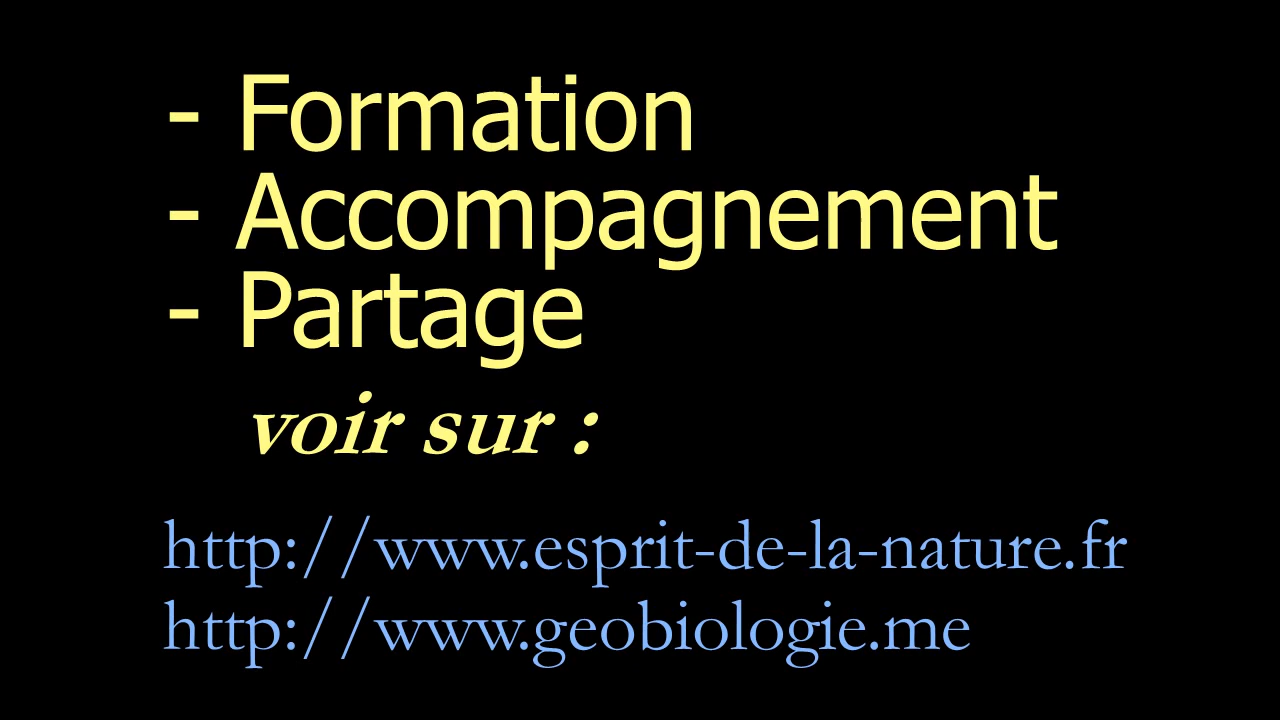 - Formation
- Accompagnement
- Partage
voir sur :
http://www.esprit-de-la-nature.fr
http://www.geobiologie.me